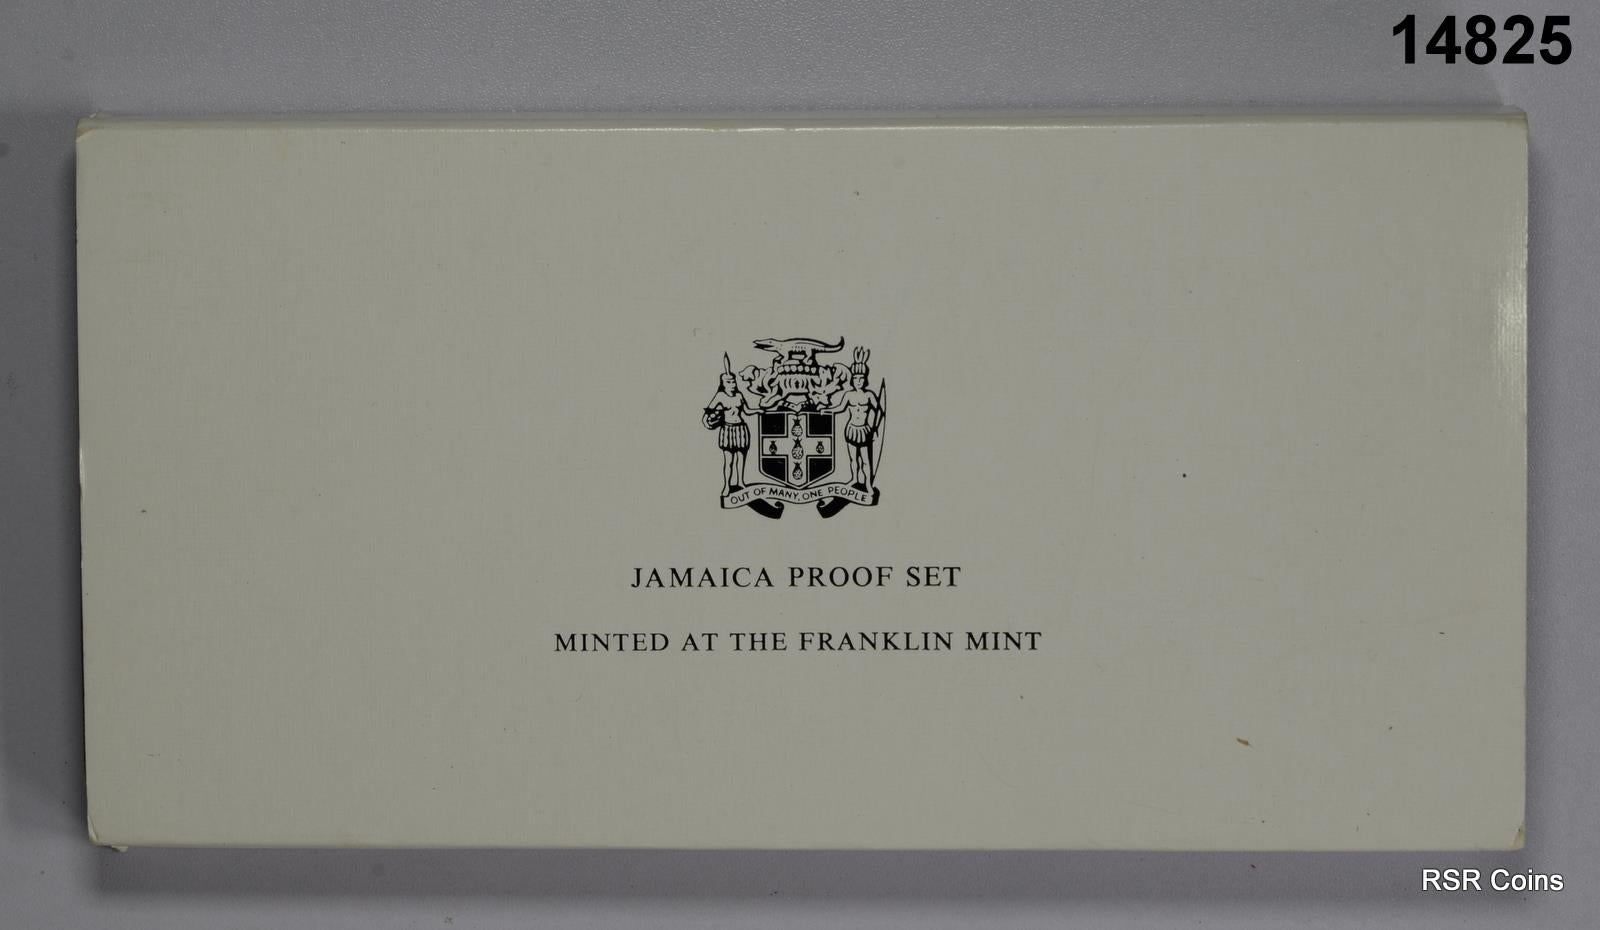 14825
OUT OF MANY, ONE PEOPLE
JAMAICA PROOF SET
MINTED AT THE FRANKLIN MINT
RSR Coins